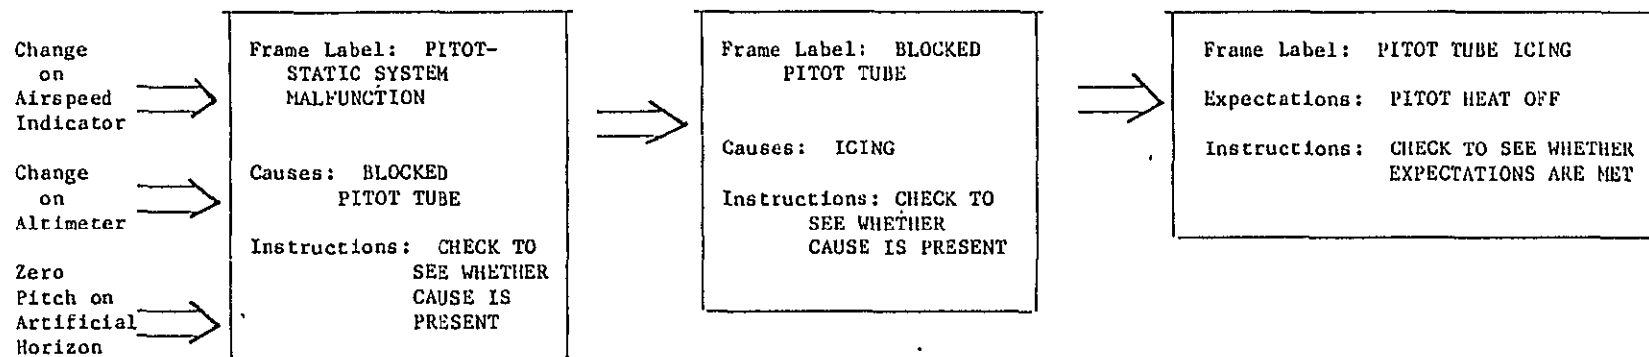 Change
on
Airspeed
Indicator
Change
on
Altimeter
Zero
Pitch on
Artificial
Horizon
Frame Label: PITOT-
STATIC SYSTEM
MALFUNCTION
Causes: BLOCKED
PITOT TUBE
Instructions: CHECK TO
SEE WHETHER
CAUSE IS
PRESENT
Frame Label: BLOCKED
PITOT TUBE
Causes: ICING
Instructions: CHECK TO
SEE WHETHER
CAUSE IS PRESENT
Frame Label: PITOT TUBE ICING
Expectations: PITOT HEAT OFF
Instructions: CHECK TO SEE WHETHER
EXPECTATIONS ARE MET